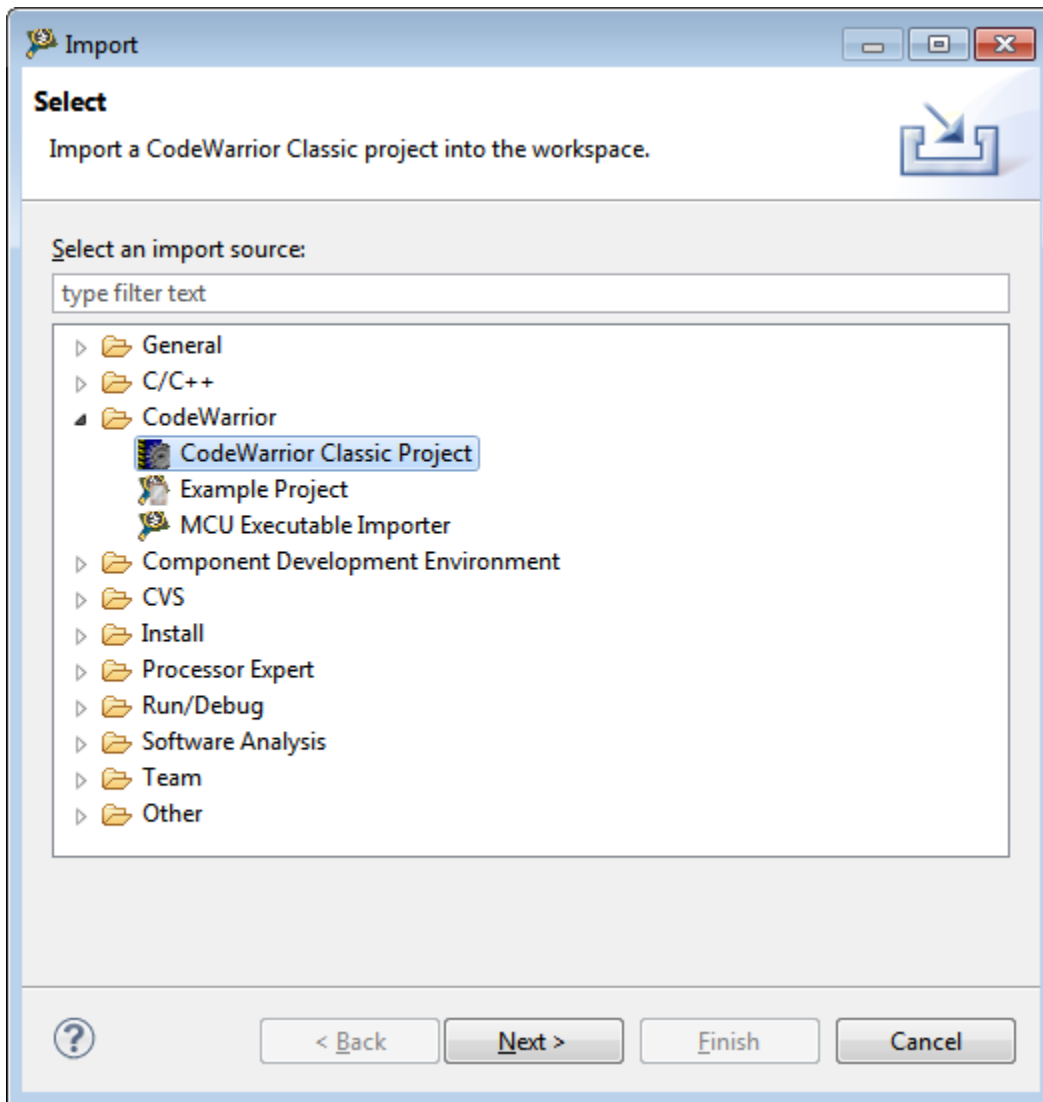 Import
Select
Import a CodeWarrior Classic project into the workspace.
Select an import source:
type filter text
General
C/C++
CodeWarrior
CodeWarrior Classic Project
Example Project
MCU Executable Importer
Component Development Environment
CVS
Install
Processor Expert
Run/Debug
Software Analysis
Team
Other
? < Back Next > Finish Cancel